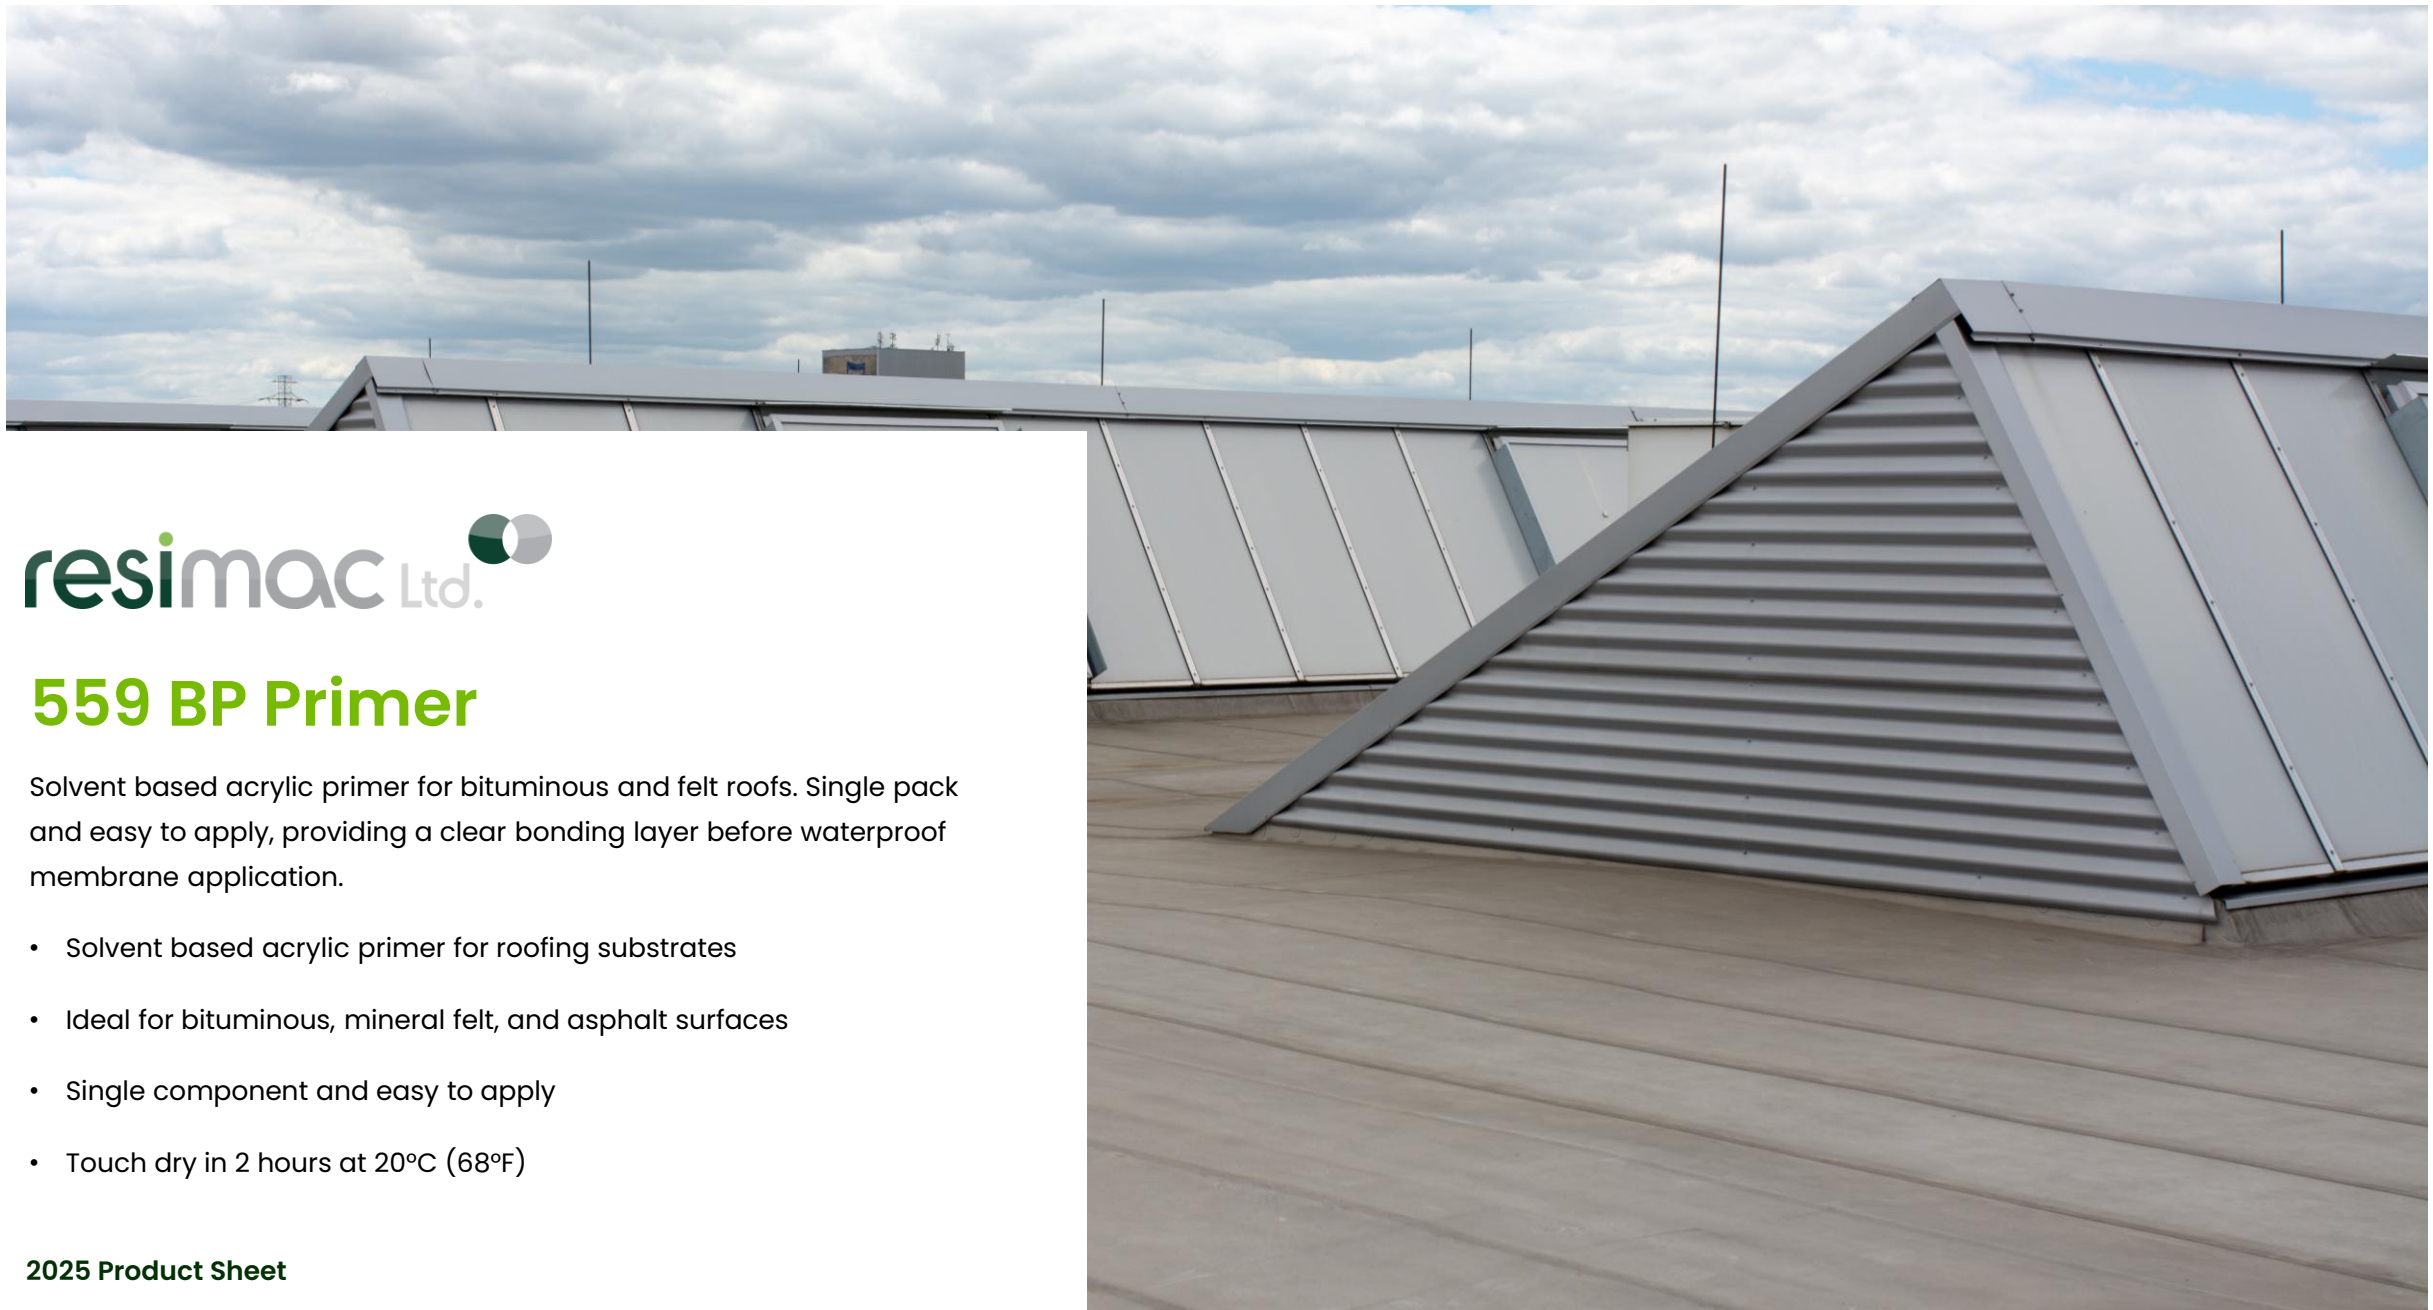 resimac Ltd.
559 BP Primer
Solvent based acrylic primer for bituminous and felt roofs. Single pack
and easy to apply, providing a clear bonding layer before waterproof
membrane application.
• Solvent based acrylic primer for roofing substrates
• Ideal for bituminous, mineral felt, and asphalt surfaces
• Single component and easy to apply
• Touch dry in 2 hours at 20°C (68°F)
2025 Product Sheet